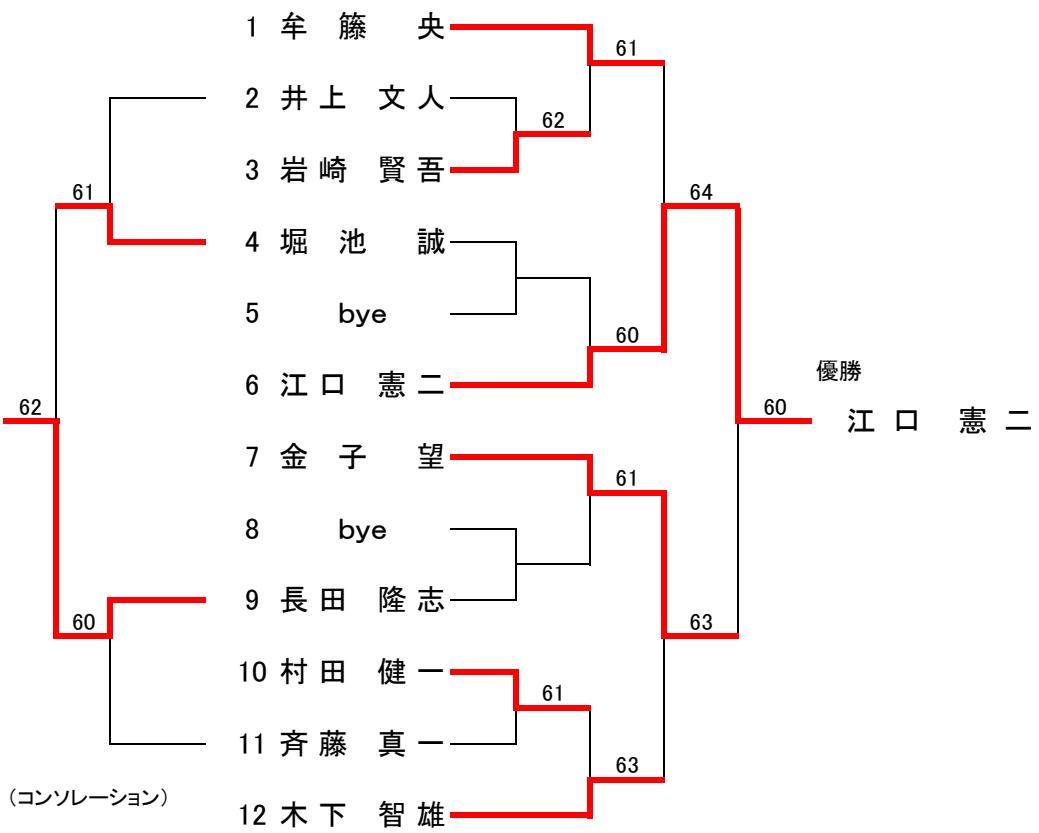 1 牟 籐 央
61
2 井上 文人
62
3 岩崎 賢吾
61
64
4 堀 池 誠
5 bye
60
優勝
6 江口 憲二
62
60
江口 憲二
7 金 子 望
61
8 bye
9 長田 隆志
60
63
10 村田 健一
61
11 斉藤 真一
63
(コンソレーション)
12 木下 智雄